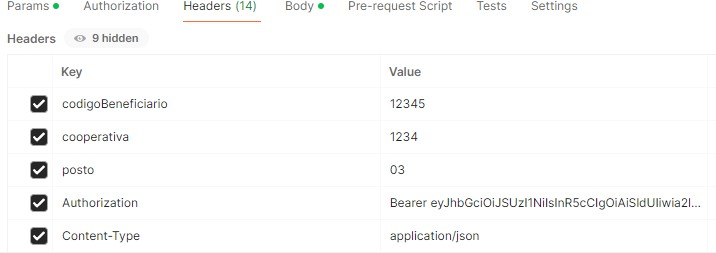 Params Authorization Headers (14) Body Pre-request Script Tests Settings
Headers 9 hidden
Key Value
codigoBeneficiario 12345
cooperativa 1234
posto 03
Authorization Bearer eyJhbGciOiJSUzI1NiIsInR5cCIgOiAiSldUIiwia2l...
Content-Type application/json